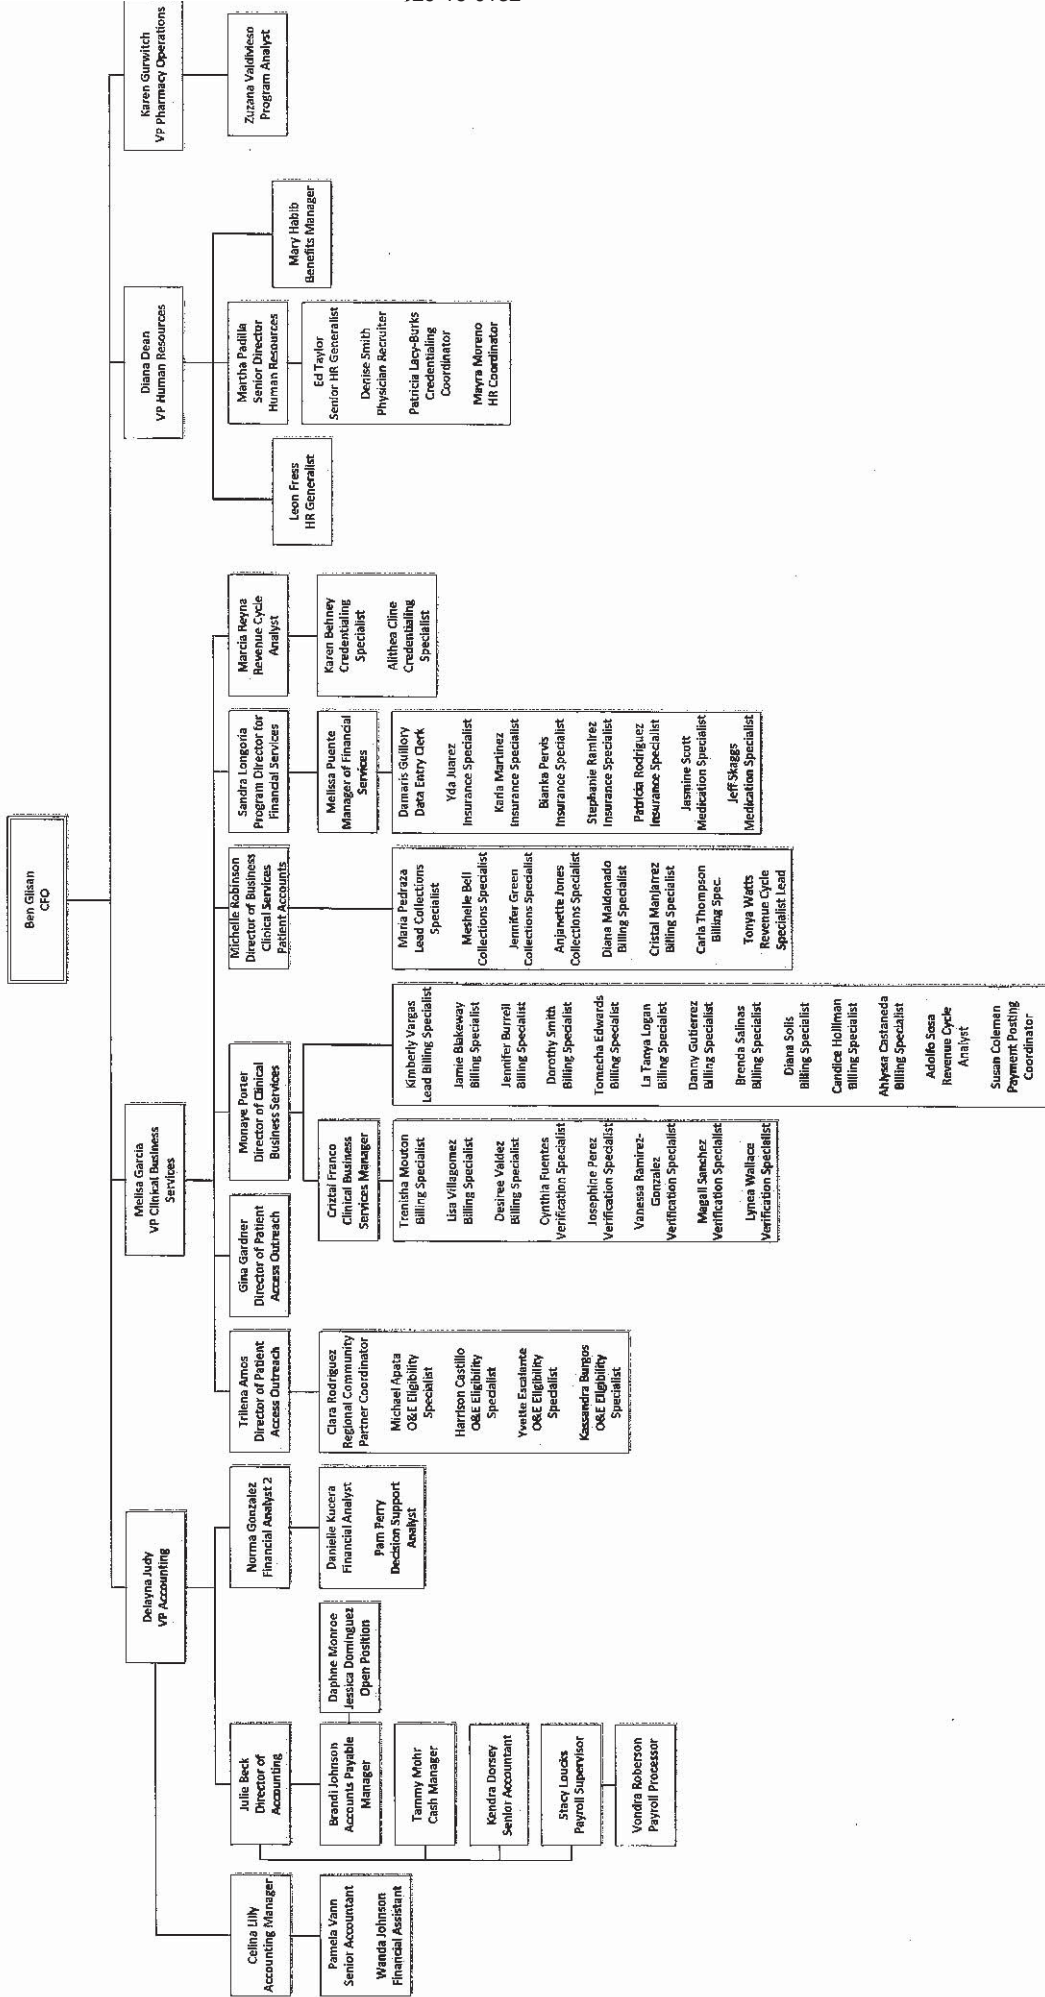 Ben Glisan
CFO
Delayna Judy
VP Accounting
Melisa Garcia
VP Clinical Business
Services
Diana Dean
VP Human Resources
Karen Gurwitch
VP Pharmacy Operations
Celina Lilly
Accounting Manager
Pamela Vann
Senior Accountant
Wanda Johnson
Financial Assistant
Julie Beck
Director of
Accounting
Brandi Johnson
Accounts Payable
Manager
Daphne Monroe
Jessica Dominguez
Open Position
Tammy Mohr
Cash Manager
Kendra Dorsey
Senior Accountant
Stacy Loucks
Payroll Supervisor
Vondra Roberson
Payroll Processor
Norma Gonzalez
Financial Analyst 2
Danielle Kucera
Financial Analyst
Pam Perry
Decision Support
Analyst
Trilena Amos
Director of Patient
Access Outreach
Clara Rodriguez
Regional Community
Partner Coordinator
Michael Apata
O&E Eligibility
Specialist
Harrison Castillo
O&E Eligibility
Specialist
Yvette Escalante
O&E Eligibility
Specialist
Kassandra Burgos
O&E Eligibility
Specialist
Gina Gardner
Director of Patient
Access Outreach
Monaye Porter
Director of Clinical
Business Services
Criztal Franco
Clinical Business
Services Manager
Trenisha Mouton
Billing Specialist
Lisa Villagomez
Billing Specialist
Desiree Valdez
Billing Specialist
Cynthia Fuentes
Verification Specialist
Josephine Perez
Verification Specialist
Vanessa Ramirez-
Gonzalez
Verification Specialist
Magali Sanchez
Verification Specialist
Lynea Wallace
Verification Specialist
Kimberly Vargas
Lead Billing Specialist
Jamie Blakeway
Billing Specialist
Jennifer Burrell
Billing Specialist
Dorothy Smith
Billing Specialist
Tomecha Edwards
Billing Specialist
La Tanya Logan
Billing Specialist
Danny Gutierrez
Billing Specialist
Brenda Salinas
Billing Specialist
Diana Solis
Billing Specialist
Candice Holliman
Billing Specialist
Ahlyssa Castaneda
Billing Specialist
Adolfo Sosa
Revenue Cycle
Analyst
Susan Colemen
Payment Posting
Coordinator
Michelle Robinson
Director of Business
Clinical Services
Patient Accounts
Maria Pedraza
Lead Collections
Specialist
Meshelle Bell
Collections Specialist
Jennifer Green
Collections Specialist
Anjanette Jones
Collections Specialist
Diana Maldonado
Billing Specialist
Cristal Manjarrez
Billing Specialist
Carla Thompson
Billing Spec.
Tonya Watts
Revenue Cycle
Specialist Lead
Sandra Longoria
Program Director for
Financial Services
Melissa Puente
Manager of Financial
Services
Damaris Guillory
Data Entry Clerk
Yda Juarez
Insurance Specialist
Karla Martinez
Insurance Specialist
Bianka Pervis
Insurance Specialist
Stephanie Ramirez
Insurance Specialist
Patricia Rodriguez
Insurance Specialist
Jasmine Scott
Medication Specialist
Jeff Skaggs
Medication Specialist
Marcia Reyna
Revenue Cycle
Analyst
Karen Behney
Credentialing
Specialist
Alithea Cline
Credentialing
Specialist
Leon Fress
HR Generalist
Martha Padilla
Senior Director
Human Resources
Ed Taylor
Senior HR Generalist
Denise Smith
Physician Recruiter
Patricia Lacy-Burks
Credentialing
Coordinator
Mayra Moreno
HR Coordinator
Mary Habib
Benefits Manager
Zuzana Valdivieso
Program Analyst